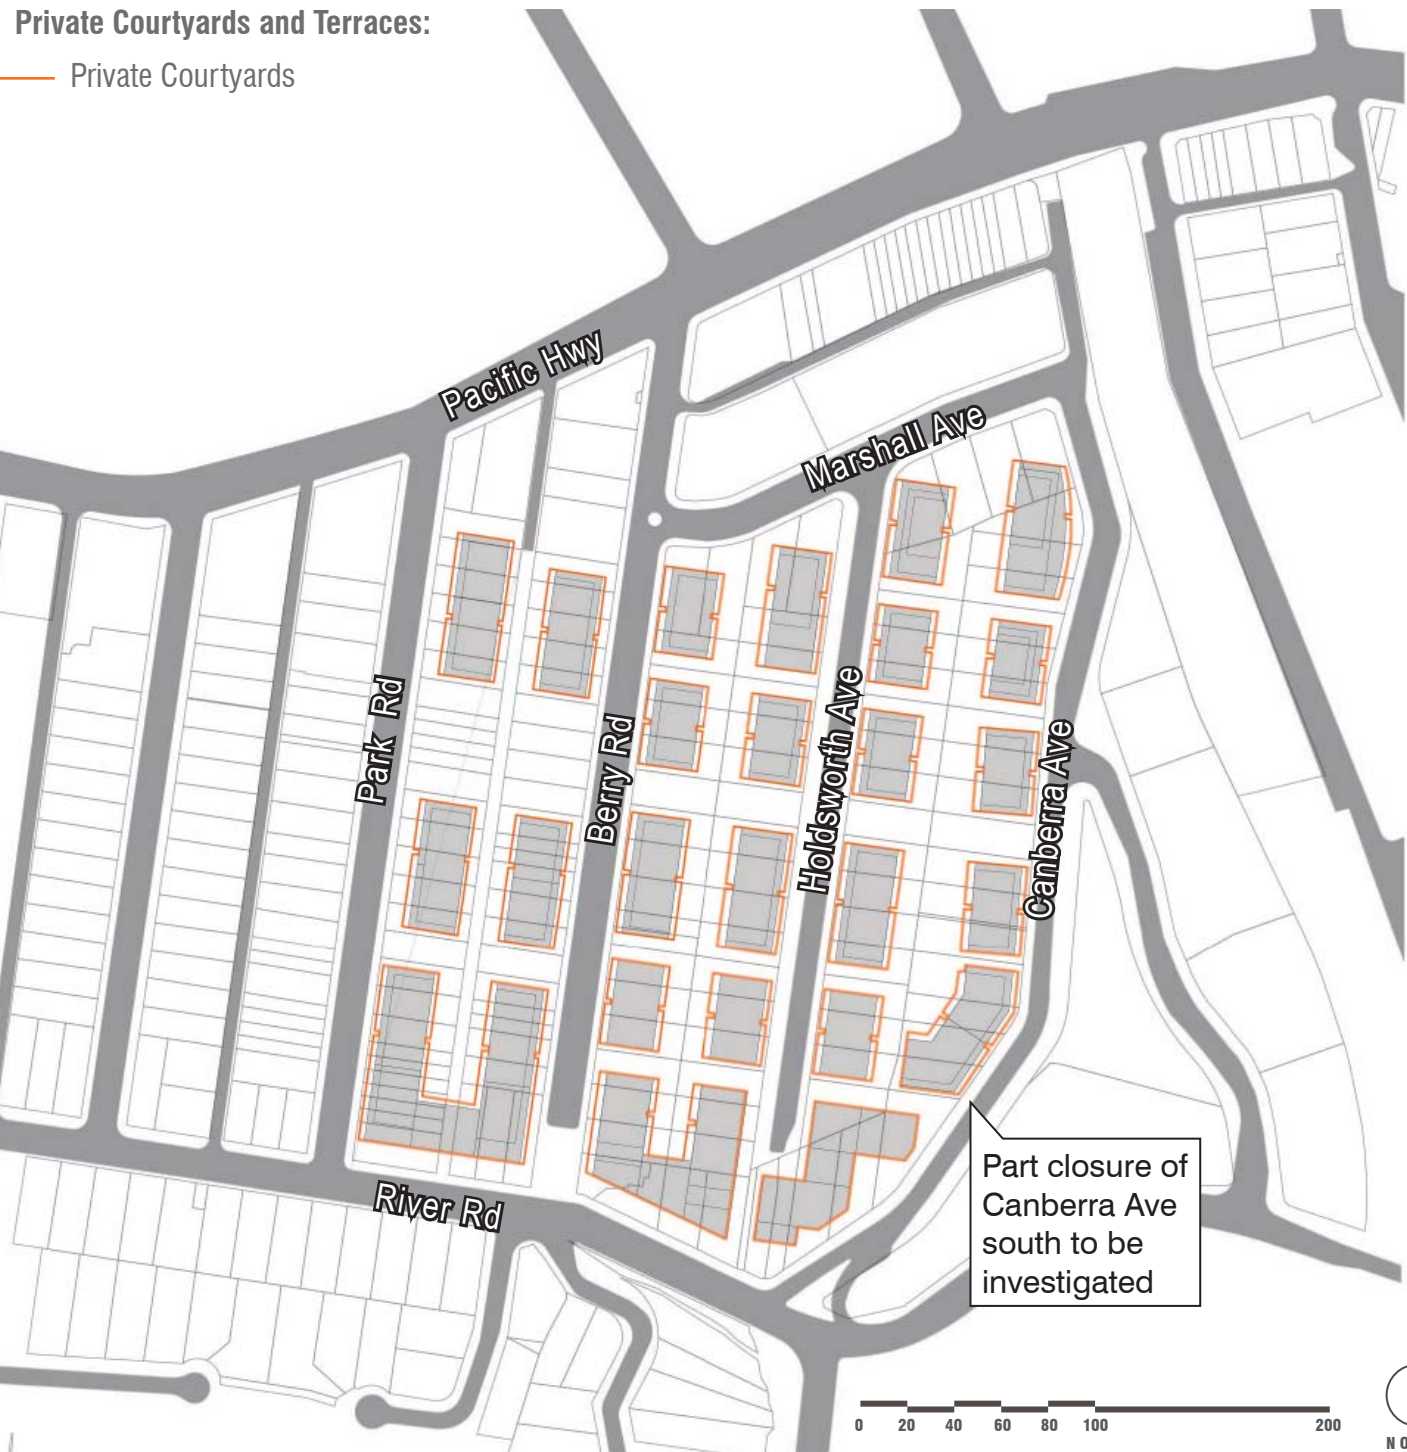 Private Courtyards and Terraces:
Private Courtyards
Pacific Hwy
Marshall Ave
Park Rd
Berry Rd
Holdsworth Ave
Canberra Ave
River Rd
Part closure of
Canberra Ave
south to be
investigated
0 20 40 60 80 100 200
N O